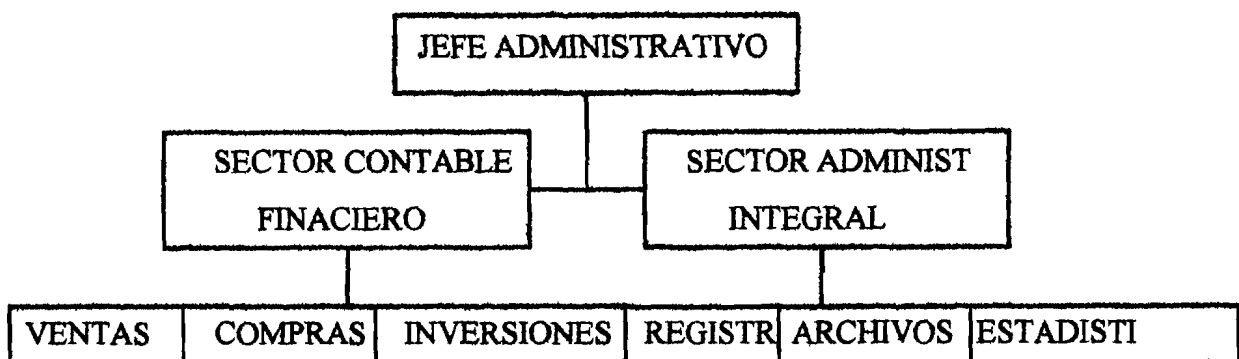 JEFE ADMINISTRATIVO
SECTOR CONTABLE
FINACIERO
SECTOR ADMINIST
INTEGRAL
VENTAS COMPRAS INVERSIONES REGISTR ARCHIVOS ESTADISTI